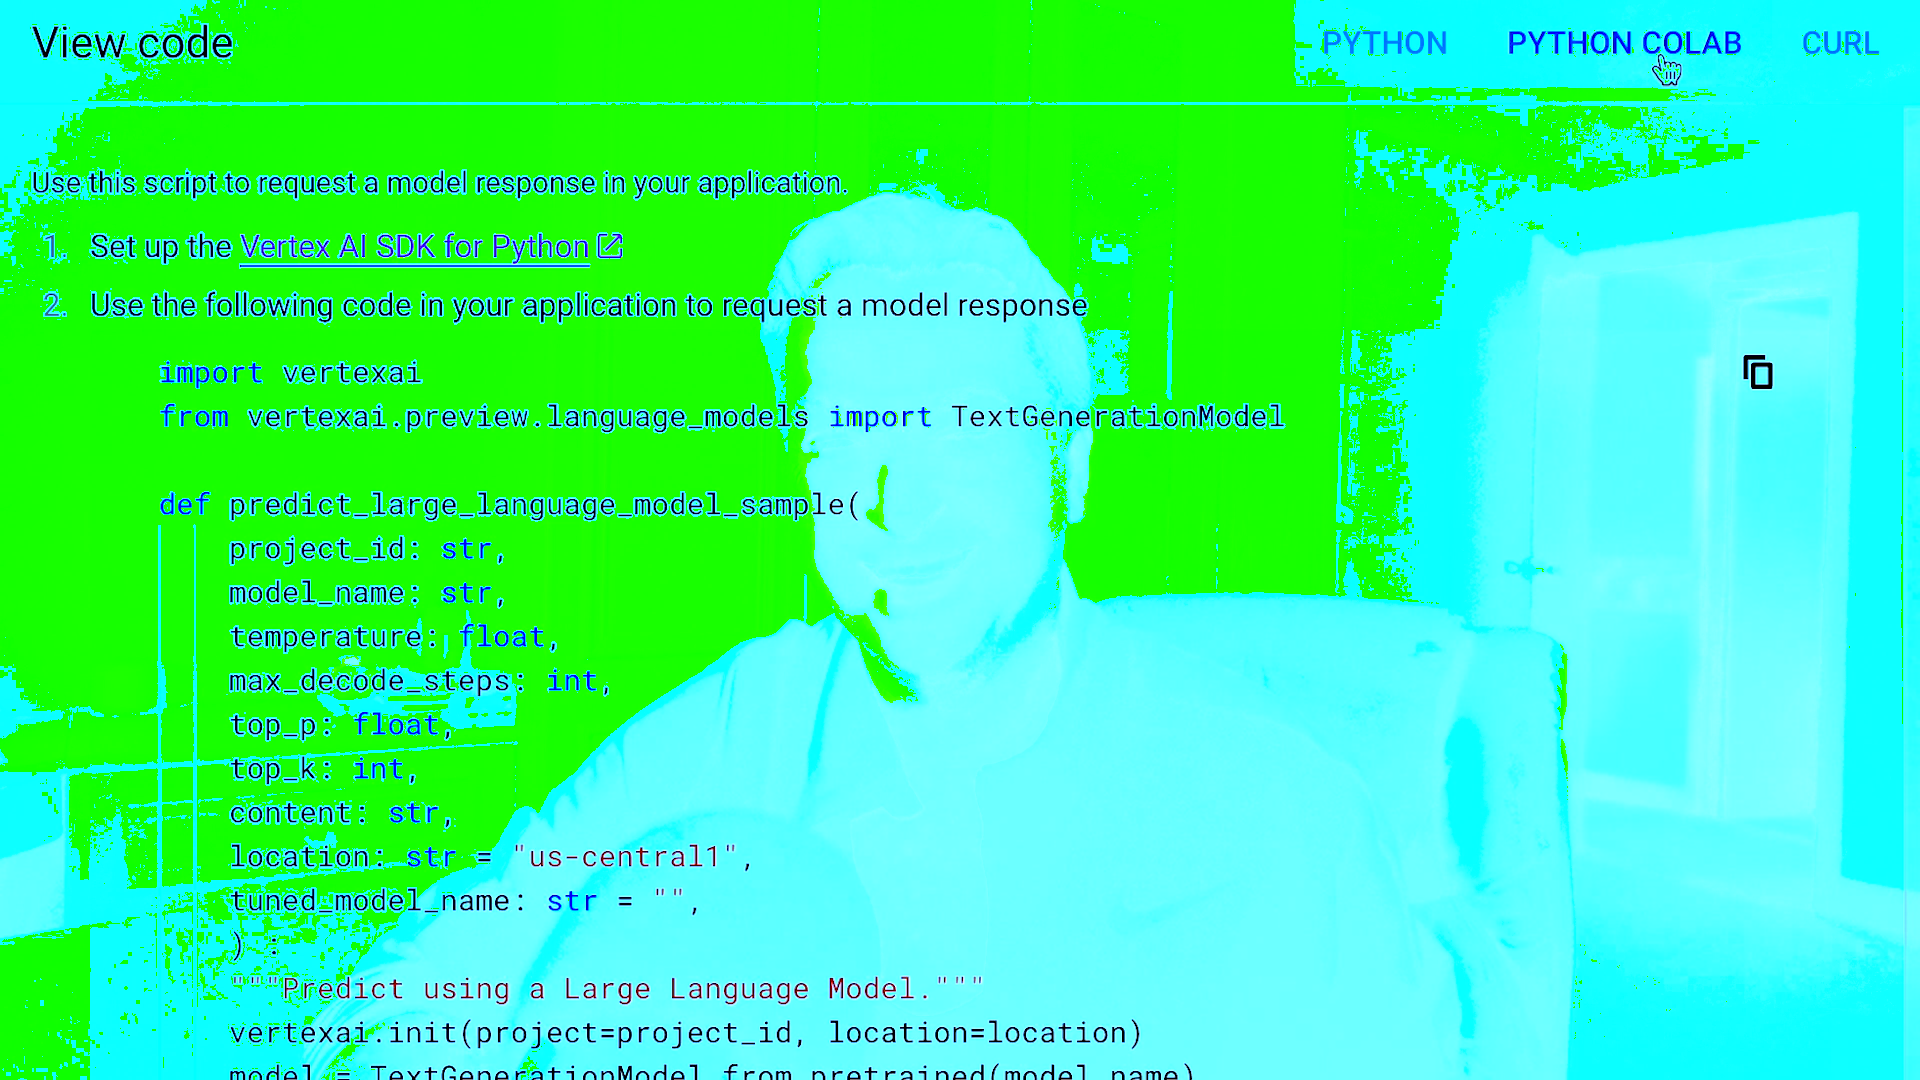 View code
PYTHON
PYTHON COLAB
CURL
Use this script to request a model response in your application.
1. Set up the Vertex AI SDK for Python
2. Use the following code in your application to request a model response
import vertexai
from vertexai.preview.language_models import TextGenerationModel
def predict_large_language_model_sample(
project_id: str,
model_name: str,
temperature: float,
max_decode_steps: int,
top_p: float,
top_k: int,
content: str,
location: str = "us-central1",
tuned_model_name: str = "",
) :
"""Predict using a Large Language Model."""
vertexai.init(project=project_id, location=location)
model = TextGenerationModel.from_pretrained(model_name)